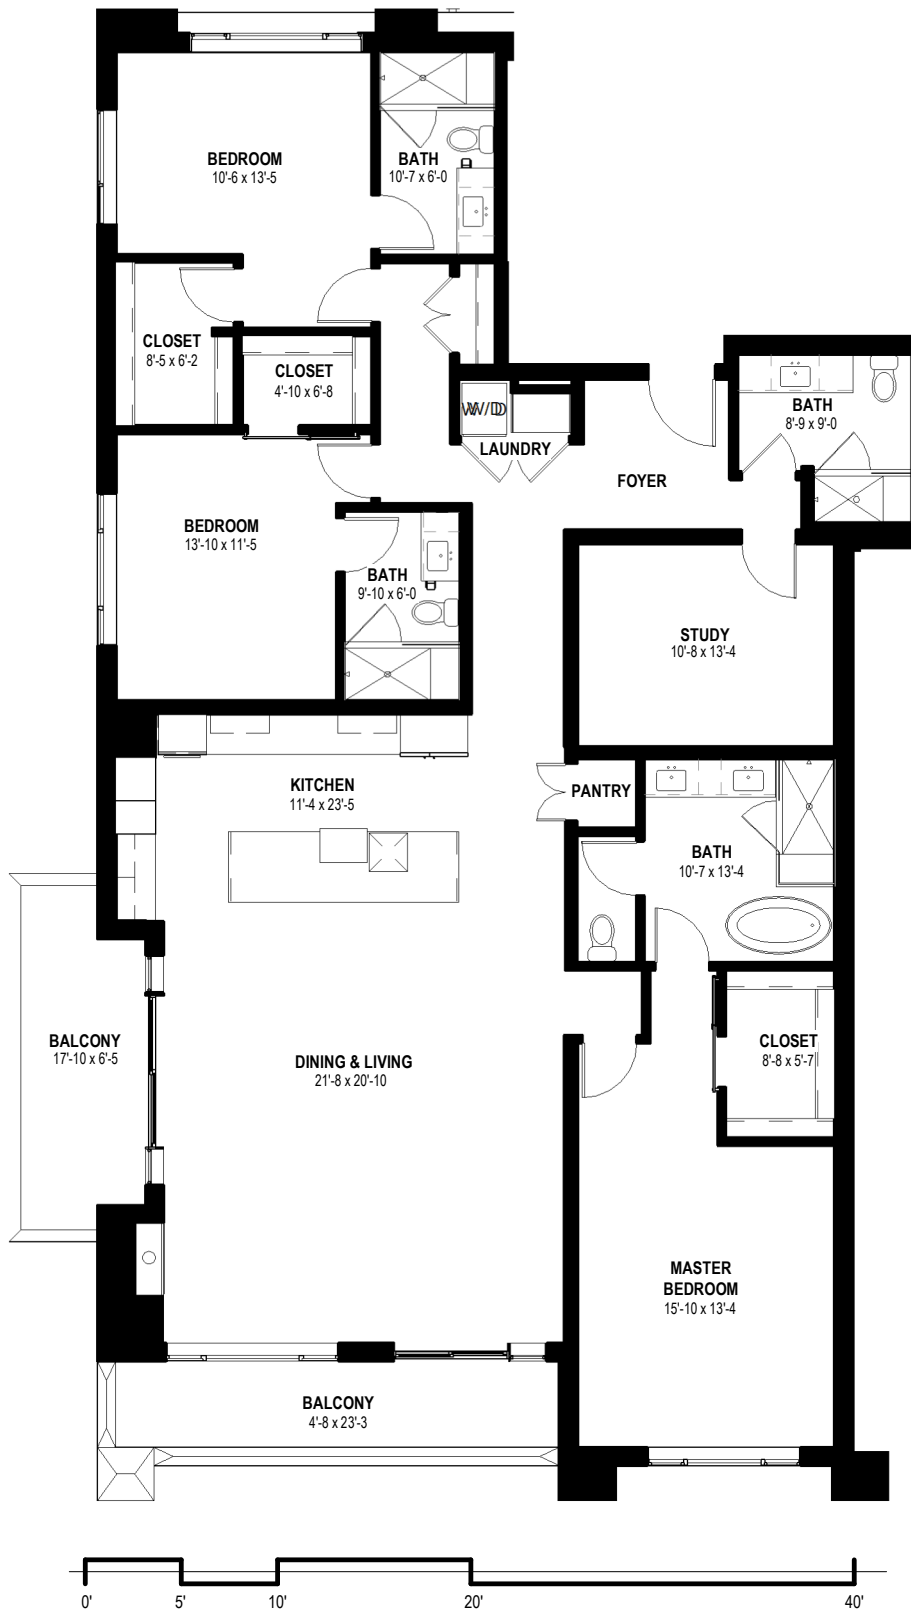 BEDROOM
10'-6 x 13'-5
BATH
10'-7 x 6'-0
CLOSET
8'-5 x 6'-2
CLOSET
4'-10 x 6'-8
W/D
LAUNDRY
BATH
8'-9 x 9'-0
FOYER
BEDROOM
13'-10 x 11'-5
BATH
9'-10 x 6'-0
STUDY
10'-8 x 13'-4
KITCHEN
11'-4 x 23'-5
PANTRY
BATH
10'-7 x 13'-4
BALCONY
17'-10 x 6'-5
DINING & LIVING
21'-8 x 20'-10
CLOSET
8'-8 x 5'-7
MASTER
BEDROOM
15'-10 x 13'-4
BALCONY
4'-8 x 23'-3
0' 5' 10' 20' 40'